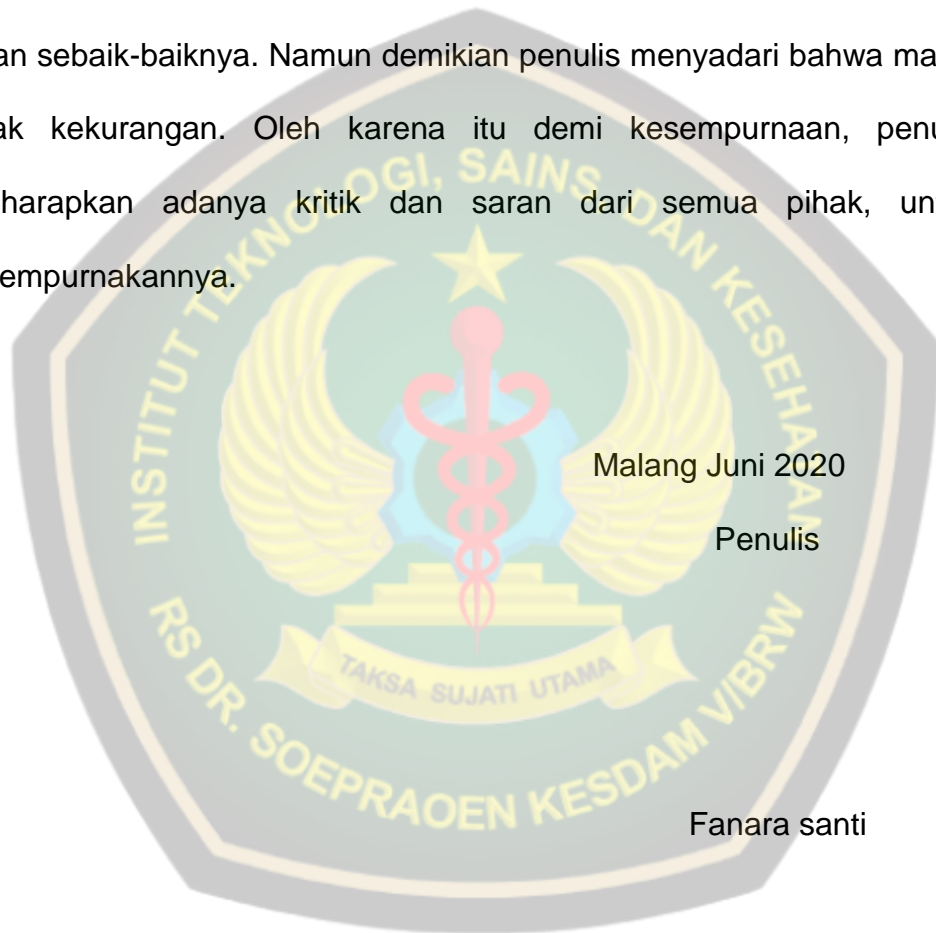 an sebaik-baiknya. Namun demikian penulis menyadari bahwa ma
ak kekurangan. Oleh karena itu demi kesempurnaan, penu
harapkan adanya kritik dan saran dari semua pihak, un
empurnakannya.
INSTITUT TEKNOLOGI, SAINS, DAN KESEHATAN
Malang Juni 2020
Penulis
TAKSA SUJATI UTAMA
RS DR. SOEPRAOEN KESDAM V/BRW
Fanara santi